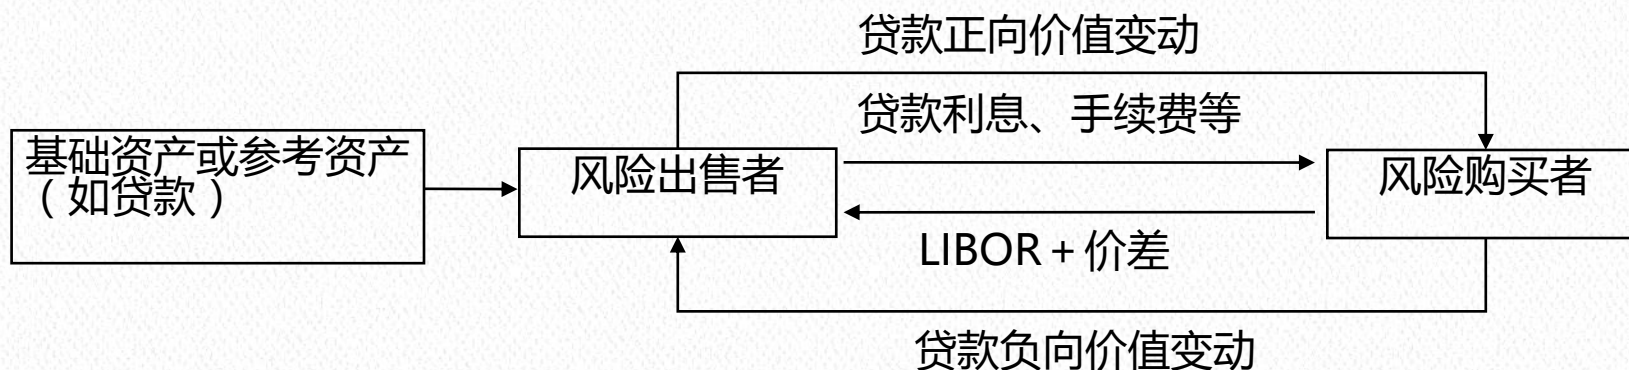 贷款正向价值变动
贷款利息、手续费等
基础资产或参考资产
（如贷款）
风险出售者
风险购买者
LIBOR + 价差
贷款负向价值变动